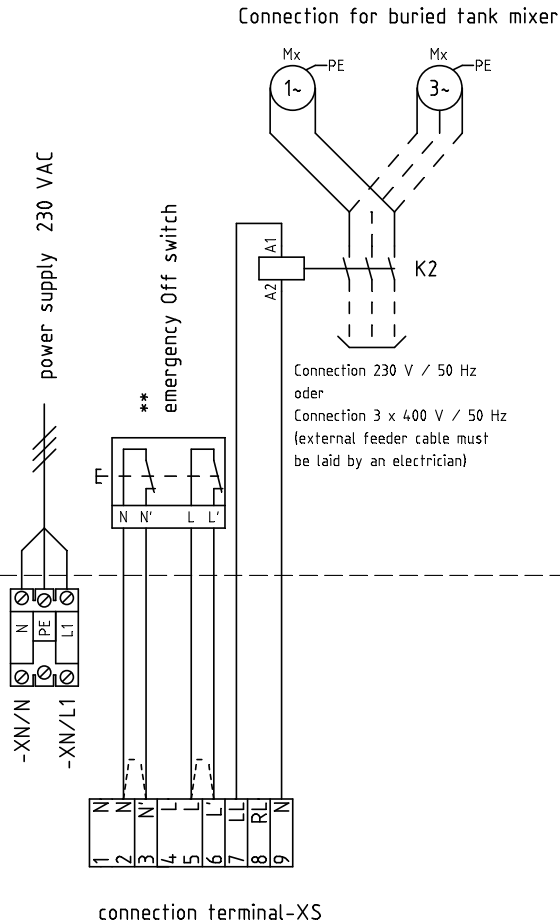 Connection for buried tank mixer
Mx
PE
1~
Mx
PE
3~
power supply 230 VAC
** emergency Off switch
A1
A2
K2
Connection 230 V / 50 Hz
oder
Connection 3 x 400 V / 50 Hz
(external feeder cable must
be laid by an electrician)
E
N N' L L'
N PE L1
-XN/N
-XN/L1
N N N' L L L' LL RL N
1 2 3 4 5 6 7 8 9
connection terminal-XS